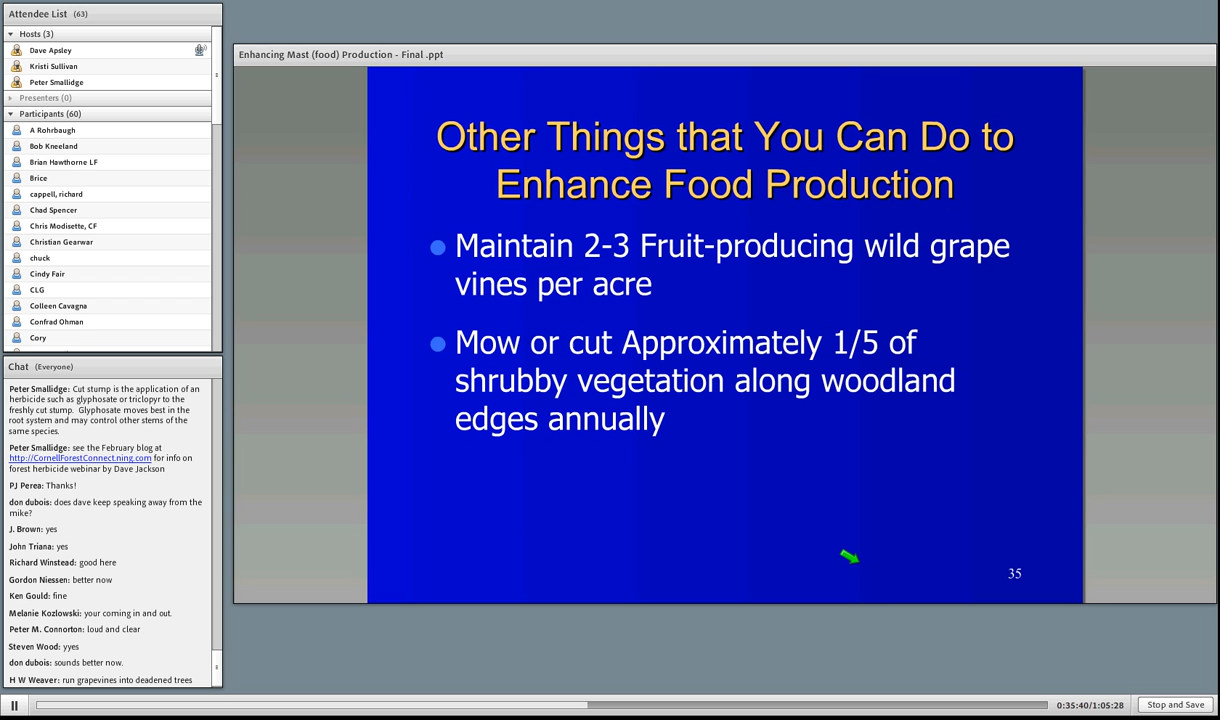 Attendee List (63)
Hosts (3)
Dave Apsley
Kristi Sullivan
Peter Smallidge
Presenters (0)
Participants (60)
A Rohrbaugh
Bob Kneeland
Brian Hawthorne LF
Brice
cappell, richard
Chad Spencer
Chris Modisette, CF
Christian Gearwar
chuck
Cindy Fair
CLG
Colleen Cavagna
Confrad Ohman
Cory
Chat (Everyone)
Peter Smallidge: Cut stump is the application of an
herbicide such as glyphosate or triclopyr to the
freshly cut stump. Glyphosate moves best in the
root system and may control other stems of the
same species.
Peter Smallidge: see the February blog at
http://CornellForestConnect.ning.com for info on
forest herbicide webinar by Dave Jackson
PJ Perea: Thanks!
don dubois: does dave keep speaking away from the
mike?
J. Brown: yes
John Triana: yes
Richard Winstead: good here
Gordon Niessen: better now
Ken Gould: fine
Melanie Kozlowski: your coming in and out.
Peter M. Connorton: loud and clear
Steven Wood: yyes
don dubois: sounds better now.
H W Weaver: run grapevines into deadened trees
Enhancing Mast (food) Production - Final .ppt
Other Things that You Can Do to
Enhance Food Production
Maintain 2-3 Fruit-producing wild grape
vines per acre
Mow or cut Approximately 1/5 of
shrubby vegetation along woodland
edges annually
35
0:35:40/1:05:28
Stop and Save